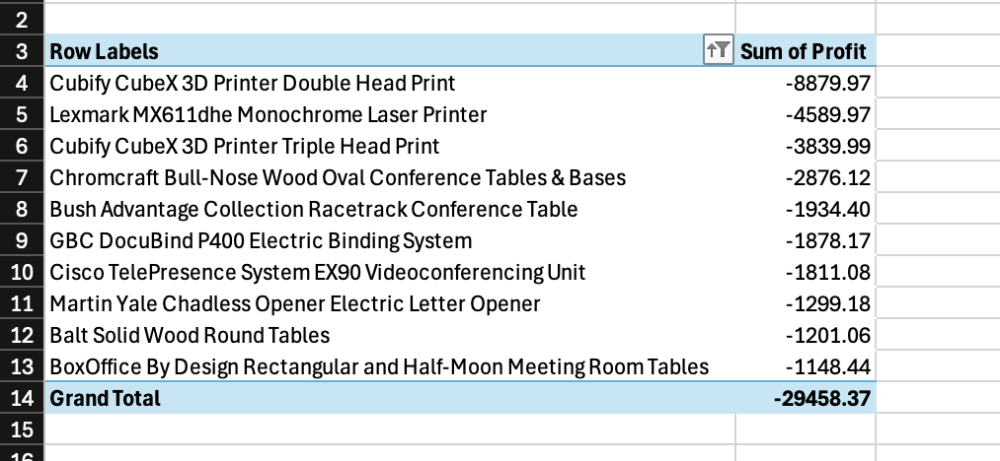 2
3 Row Labels Sum of Profit
4 Cubify CubeX 3D Printer Double Head Print -8879.97
5 Lexmark MX611dhe Monochrome Laser Printer -4589.97
6 Cubify CubeX 3D Printer Triple Head Print -3839.99
7 Chromcraft Bull-Nose Wood Oval Conference Tables & Bases -2876.12
8 Bush Advantage Collection Racetrack Conference Table -1934.40
9 GBC DocuBind P400 Electric Binding System -1878.17
10 Cisco TelePresence System EX90 Videoconferencing Unit -1811.08
11 Martin Yale Chadless Opener Electric Letter Opener -1299.18
12 Balt Solid Wood Round Tables -1201.06
13 BoxOffice By Design Rectangular and Half-Moon Meeting Room Tables -1148.44
14 Grand Total -29458.37
15
16